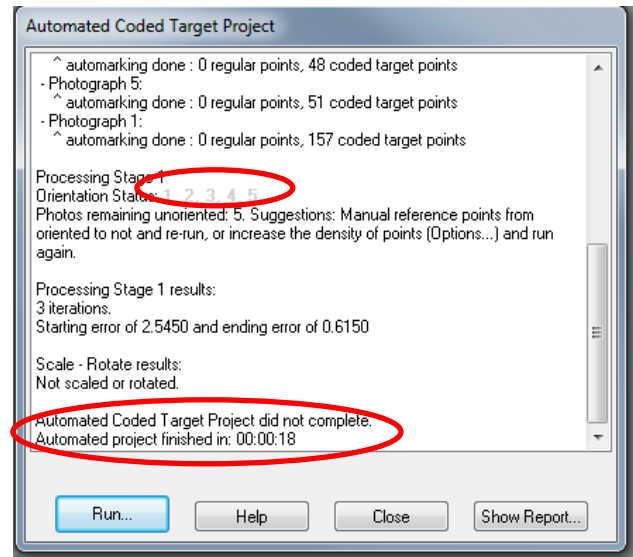 Automated Coded Target Project
^ automarking done : 0 regular points, 48 coded target points
- Photograph 5:
^ automarking done : 0 regular points, 51 coded target points
- Photograph 1:
^ automarking done : 0 regular points, 157 coded target points
Processing Stage 1
Orientation Status: 1, 2, 3, 4, 5
Photos remaining unoriented: 5. Suggestions: Manual reference points from
oriented to not and re-run, or increase the density of points (Options...) and run
again.
Processing Stage 1 results:
3 iterations.
Starting error of 2.5450 and ending error of 0.6150
Scale - Rotate results:
Not scaled or rotated.
Automated Coded Target Project did not complete.
Automated project finished in: 00:00:18
Run...
Help
Close
Show Report...